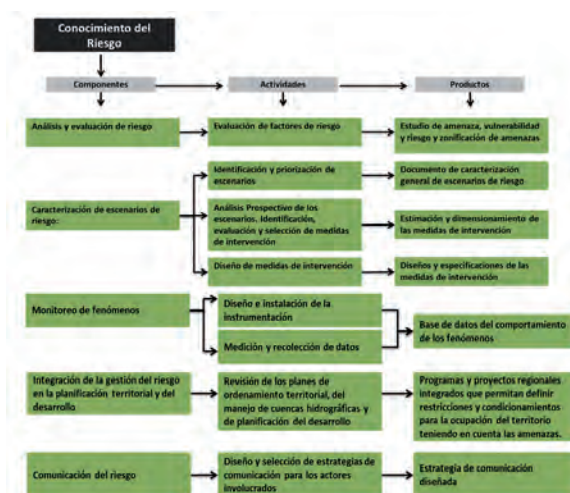 Conocimiento del
Riesgo
Componentes
Actividades
Productos
Análisis y evaluación de riesgo
Evaluación de factores de riesgo
Estudio de amenaza, vulnerabilidad
y riesgo y zonificación de amenazas
Caracterización de escenarios de
riesgo:
Identificación y priorización de
escenarios
Documento de caracterización
general de escenarios de riesgo
Análisis Prospectivo de los
escenarios. Identificación,
evaluación y selección de medidas
de intervención
Estimación y dimensionamiento de
las medidas de intervención
Diseño de medidas de intervención
Diseños y especificaciones de las
medidas de intervención
Monitoreo de fenómenos
Diseño e instalación de la
instrumentación
Medición y recolección de datos
Base de datos del comportamiento
de los fenómenos
Integración de la gestión del riesgo
en la planificación territorial y del
desarrollo
Revisión de los planes de
ordenamiento territorial, del
manejo de cuencas hidrográficas y
de planificación del desarrollo
Programas y proyectos regionales
integrados que permitan definir
restricciones y condicionamientos
para la ocupación del territorio
teniendo en cuenta las amenazas.
Comunicación del riesgo
Diseño y selección de estrategias de
comunicación para los actores
involucrados
Estrategia de comunicación
diseñada